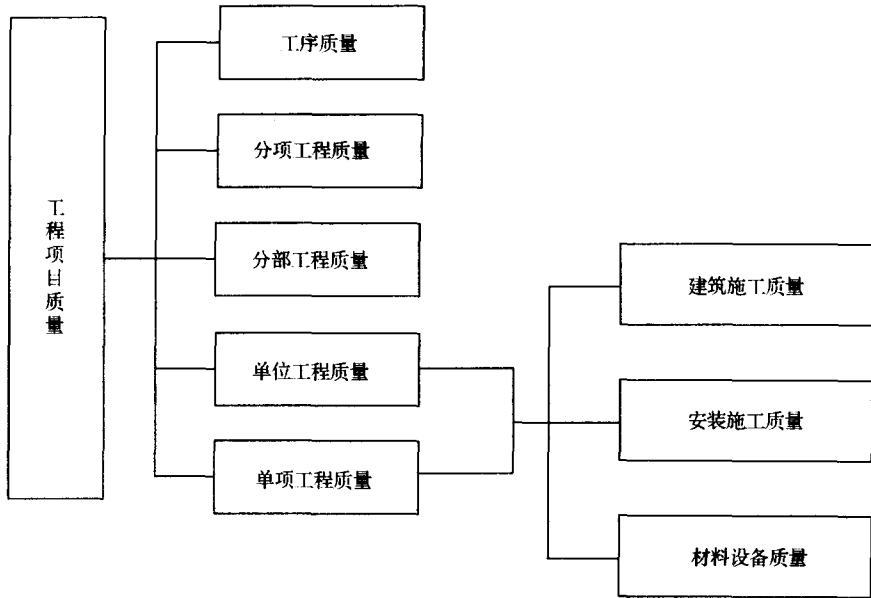 工程项目质量
工序质量
分项工程质量
分部工程质量
单位工程质量
单项工程质量
建筑施工质量
安装施工质量
材料设备质量